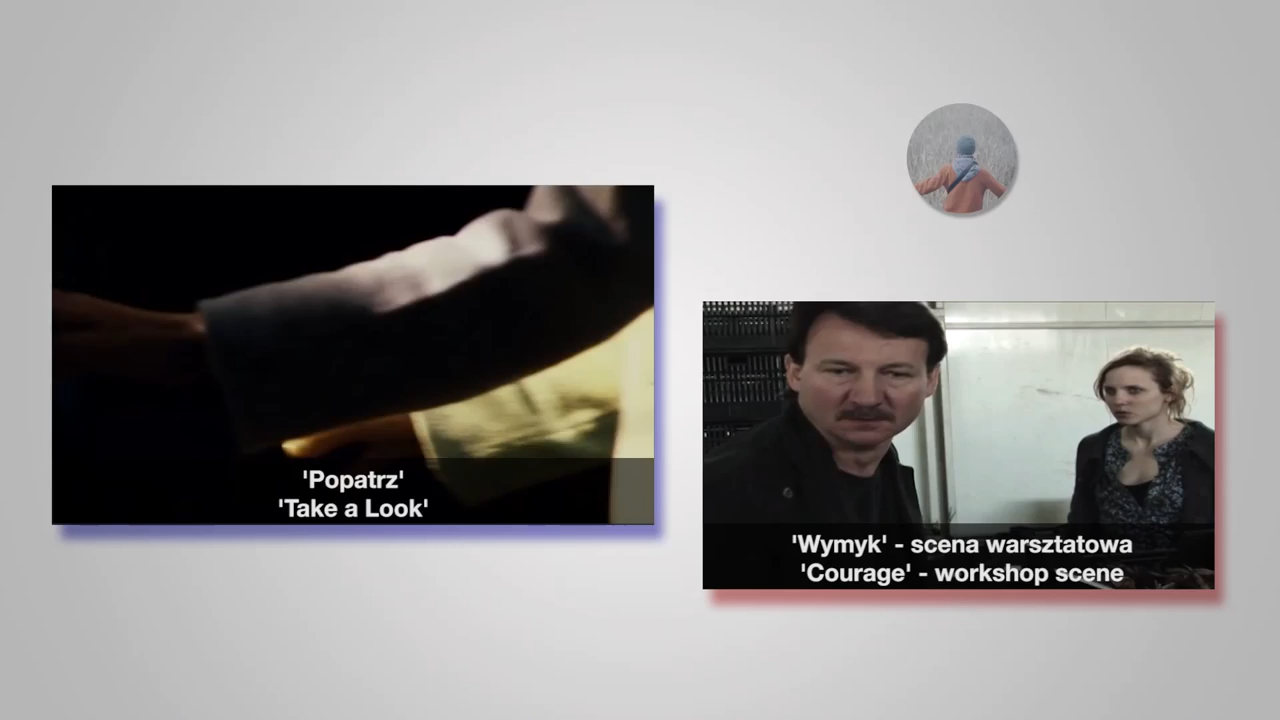 'Popatrz'
'Take a Look'
'Wymyk' - scena warsztatowa
'Courage' - workshop scene